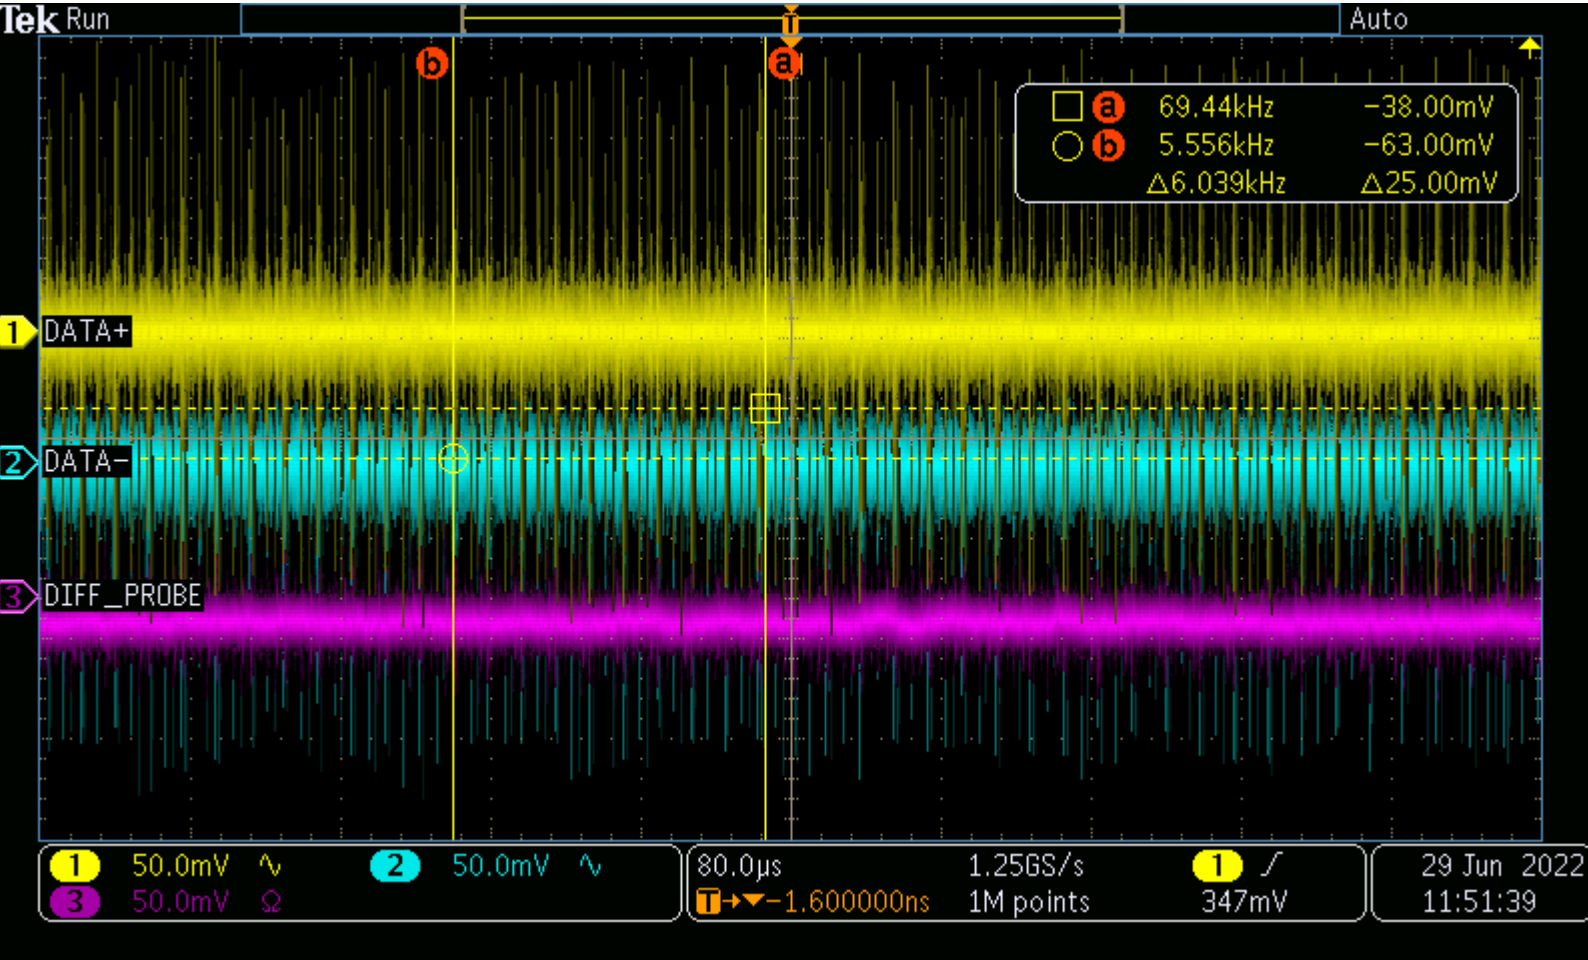 Tek Run
T
Auto
b
a
a 69.44kHz -38.00mV
b 5.556kHz -63.00mV
Δ6.039kHz Δ25.00mV
1 DATA+
2 DATA-
3 DIFF_PROBE
1 50.0mV 2 50.0mV
3 50.0mV Ω
80.0µs 1.25GS/s 1
T→▼-1.600000ns 1M points 347mV
29 Jun 2022
11:51:39